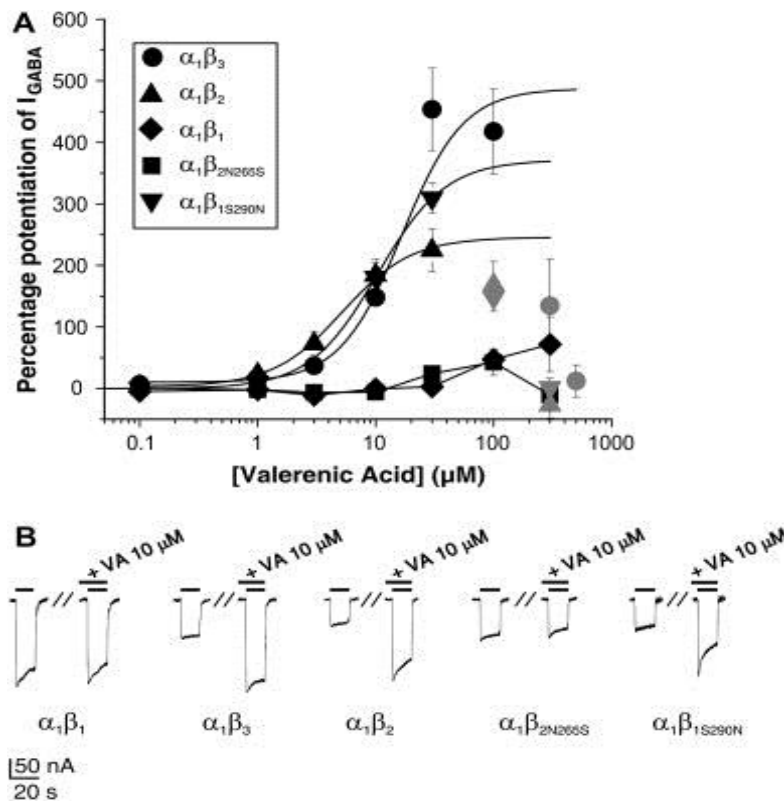 A
600
500
400
300
200
100
0
Percentage potentiation of I_GABA
α₁β₃
α₁β₂
α₁β₁
α₁β₂N265S
α₁β₁S290N
0.1 1 10 100 1000
[Valerenic Acid] (μM)
B
+ VA 10 μM + VA 10 μM + VA 10 μM + VA 10 μM + VA 10 μM
α₁β₁ α₁β₃ α₁β₂ α₁β₂N265S α₁β₁S290N
50 nA
20 s